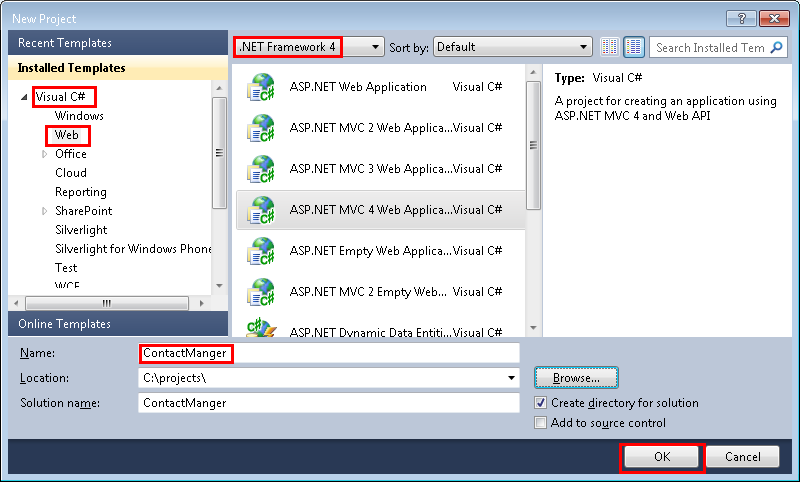 New Project
Recent Templates
Installed Templates
Visual C#
Windows
Web
Office
Cloud
Reporting
SharePoint
Silverlight
Silverlight for Windows Phone
Test
WCF
Online Templates
.NET Framework 4
Sort by: Default
Search Installed Tem
ASP.NET Web Application Visual C#
ASP.NET MVC 2 Web Applica... Visual C#
ASP.NET MVC 3 Web Applica... Visual C#
ASP.NET MVC 4 Web Applica... Visual C#
ASP.NET Empty Web Applica... Visual C#
ASP.NET MVC 2 Empty Web... Visual C#
ASP.NET Dynamic Data Entiti... Visual C#
Type: Visual C#
A project for creating an application using
ASP.NET MVC 4 and Web API
Name: ContactManger
Location: C:\projects\
Browse...
Solution name: ContactManger
Create directory for solution
Add to source control
OK
Cancel